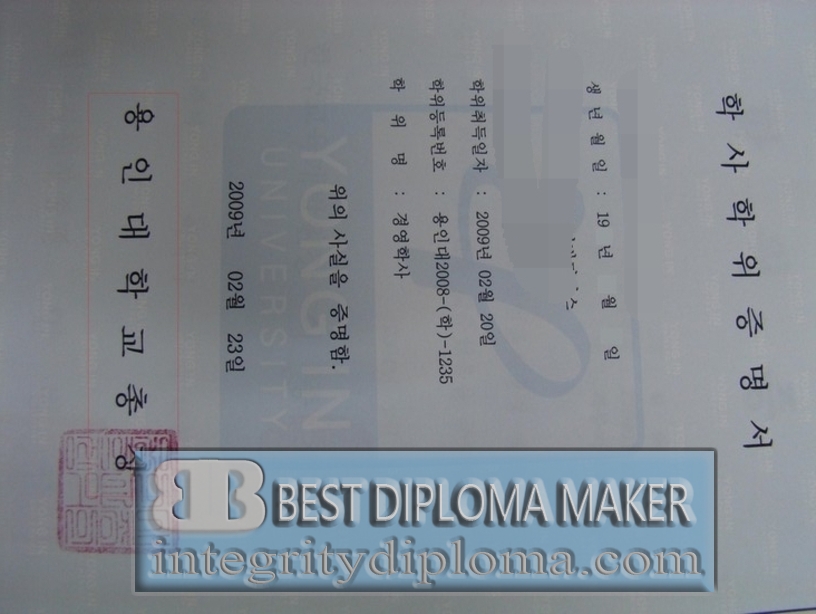 학사학위증명서
생년월일 : 19 년 월 일
학위취득일자 : 2009년 02월 20일
학위등록번호 : 용인대2008-(학)-1235
학 위 명 : 경영학사
위의 사실을 증명함.
2009년 02월 23일
용인대학교총장
YONG IN
UNIVERSITY
BEST DIPLOMA MAKER
integritydiploma.com